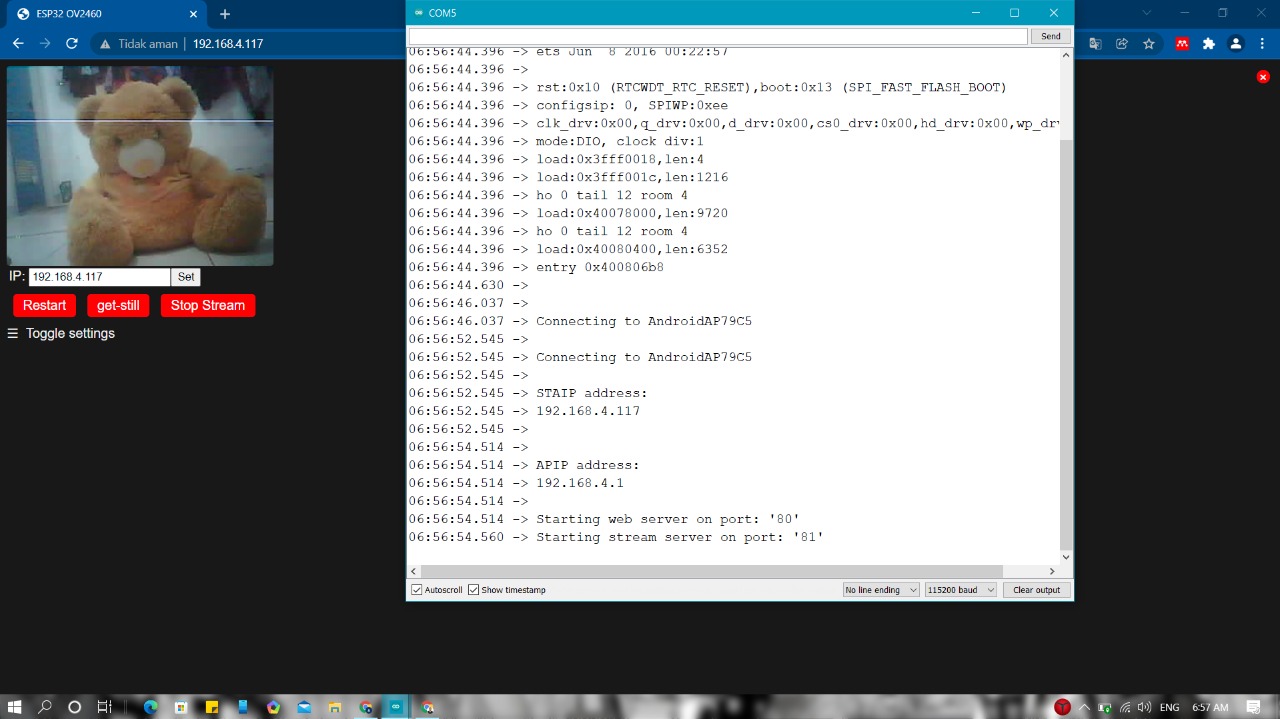 ESP32 OV2460
Tidak aman
192.168.4.117
IP:
192.168.4.117
Set
Restart
get-still
Stop Stream
☰ Toggle settings
COM5
Send
06:56:44.396 -> ets Jun  8 2016 00:22:57
06:56:44.396 ->
06:56:44.396 -> rst:0x10 (RTCWDT_RTC_RESET),boot:0x13 (SPI_FAST_FLASH_BOOT)
06:56:44.396 -> configsip: 0, SPIWP:0xee
06:56:44.396 -> clk_drv:0x00,q_drv:0x00,d_drv:0x00,cs0_drv:0x00,hd_drv:0x00,wp_drv
06:56:44.396 -> mode:DIO, clock div:1
06:56:44.396 -> load:0x3fff0018,len:4
06:56:44.396 -> load:0x3fff001c,len:1216
06:56:44.396 -> ho 0 tail 12 room 4
06:56:44.396 -> load:0x40078000,len:9720
06:56:44.396 -> ho 0 tail 12 room 4
06:56:44.396 -> load:0x40080400,len:6352
06:56:44.396 -> entry 0x400806b8
06:56:44.630 ->
06:56:46.037 ->
06:56:46.037 -> Connecting to AndroidAP79C5
06:56:52.545 ->
06:56:52.545 -> Connecting to AndroidAP79C5
06:56:52.545 ->
06:56:52.545 -> STAIP address:
06:56:52.545 -> 192.168.4.117
06:56:52.545 ->
06:56:54.514 ->
06:56:54.514 -> APIP address:
06:56:54.514 -> 192.168.4.1
06:56:54.514 ->
06:56:54.514 -> Starting web server on port: '80'
06:56:54.560 -> Starting stream server on port: '81'
Autoscroll
Show timestamp
No line ending
115200 baud
Clear output
ENG
6:57 AM